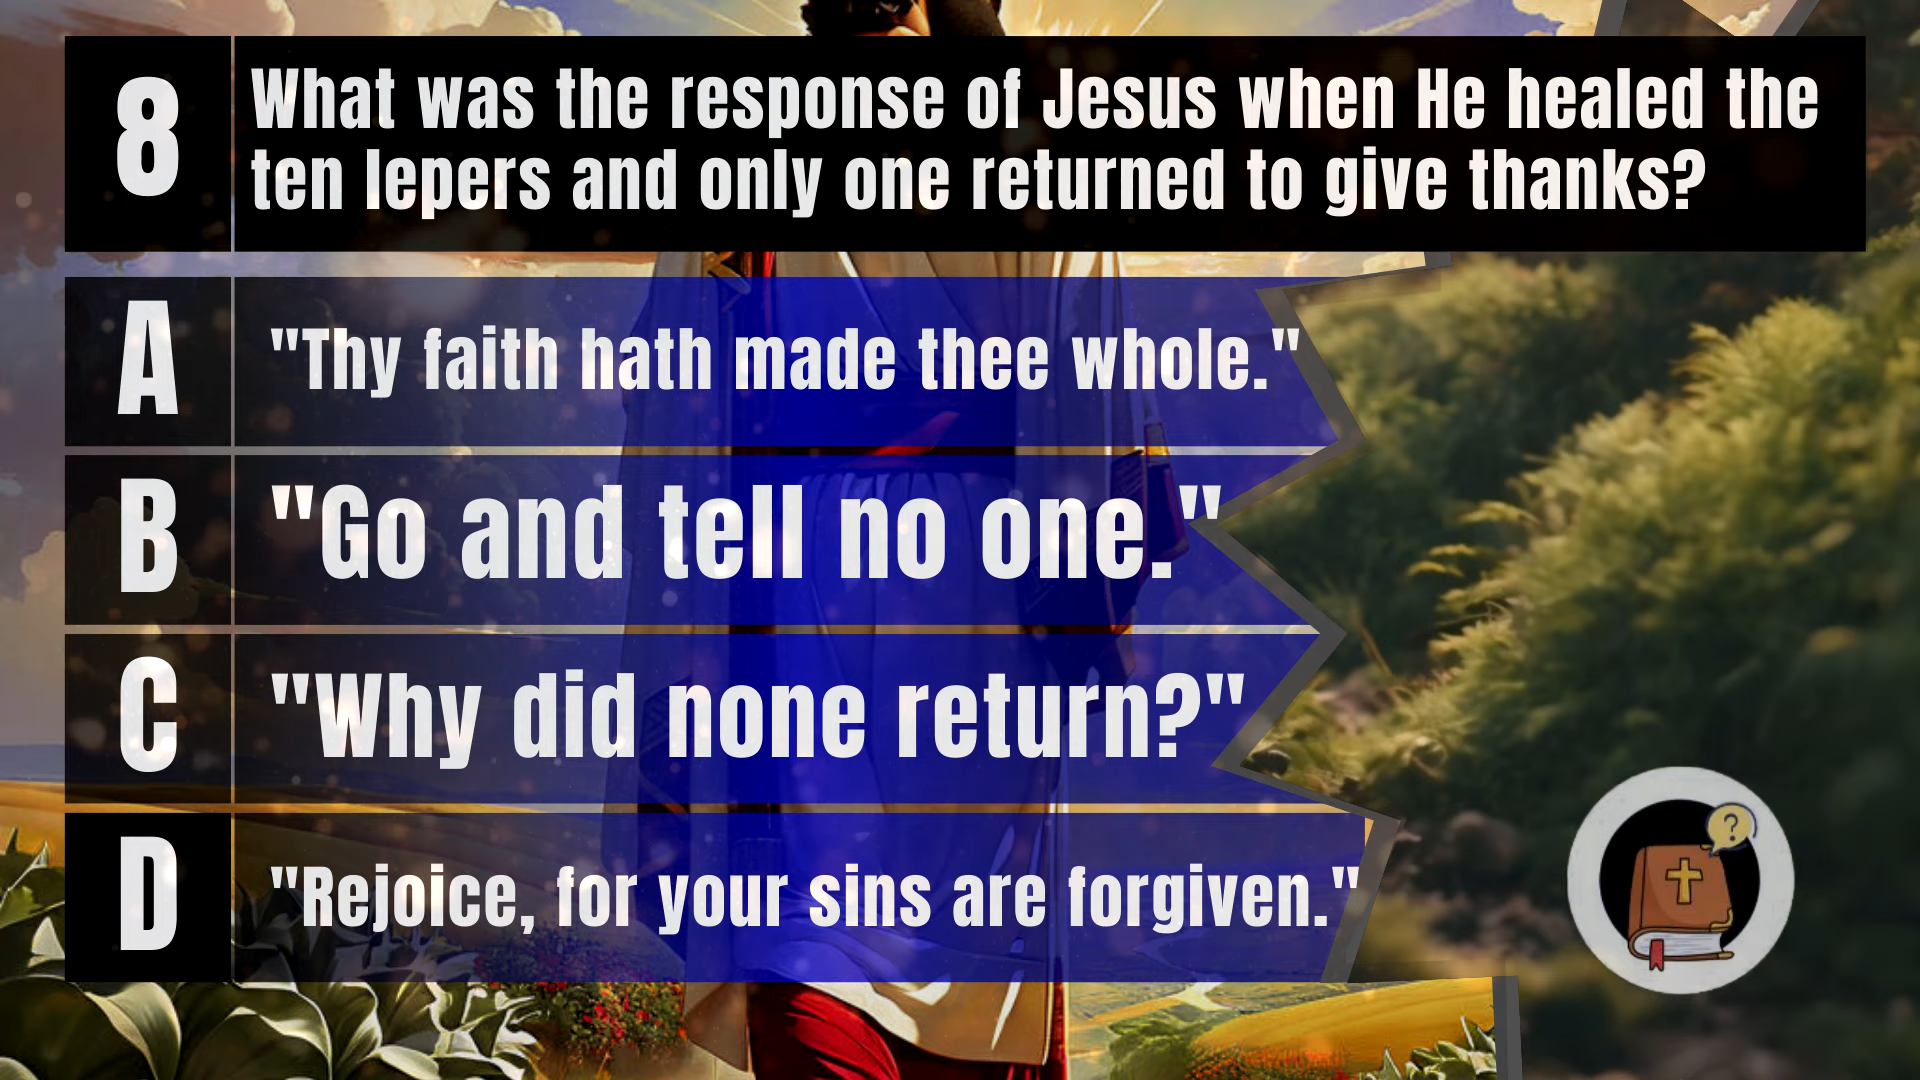 8
What was the response of Jesus when He healed the
ten lepers and only one returned to give thanks?
A
"Thy faith hath made thee whole."
B
"Go and tell no one."
C
"Why did none return?"
D
"Rejoice, for your sins are forgiven."
?